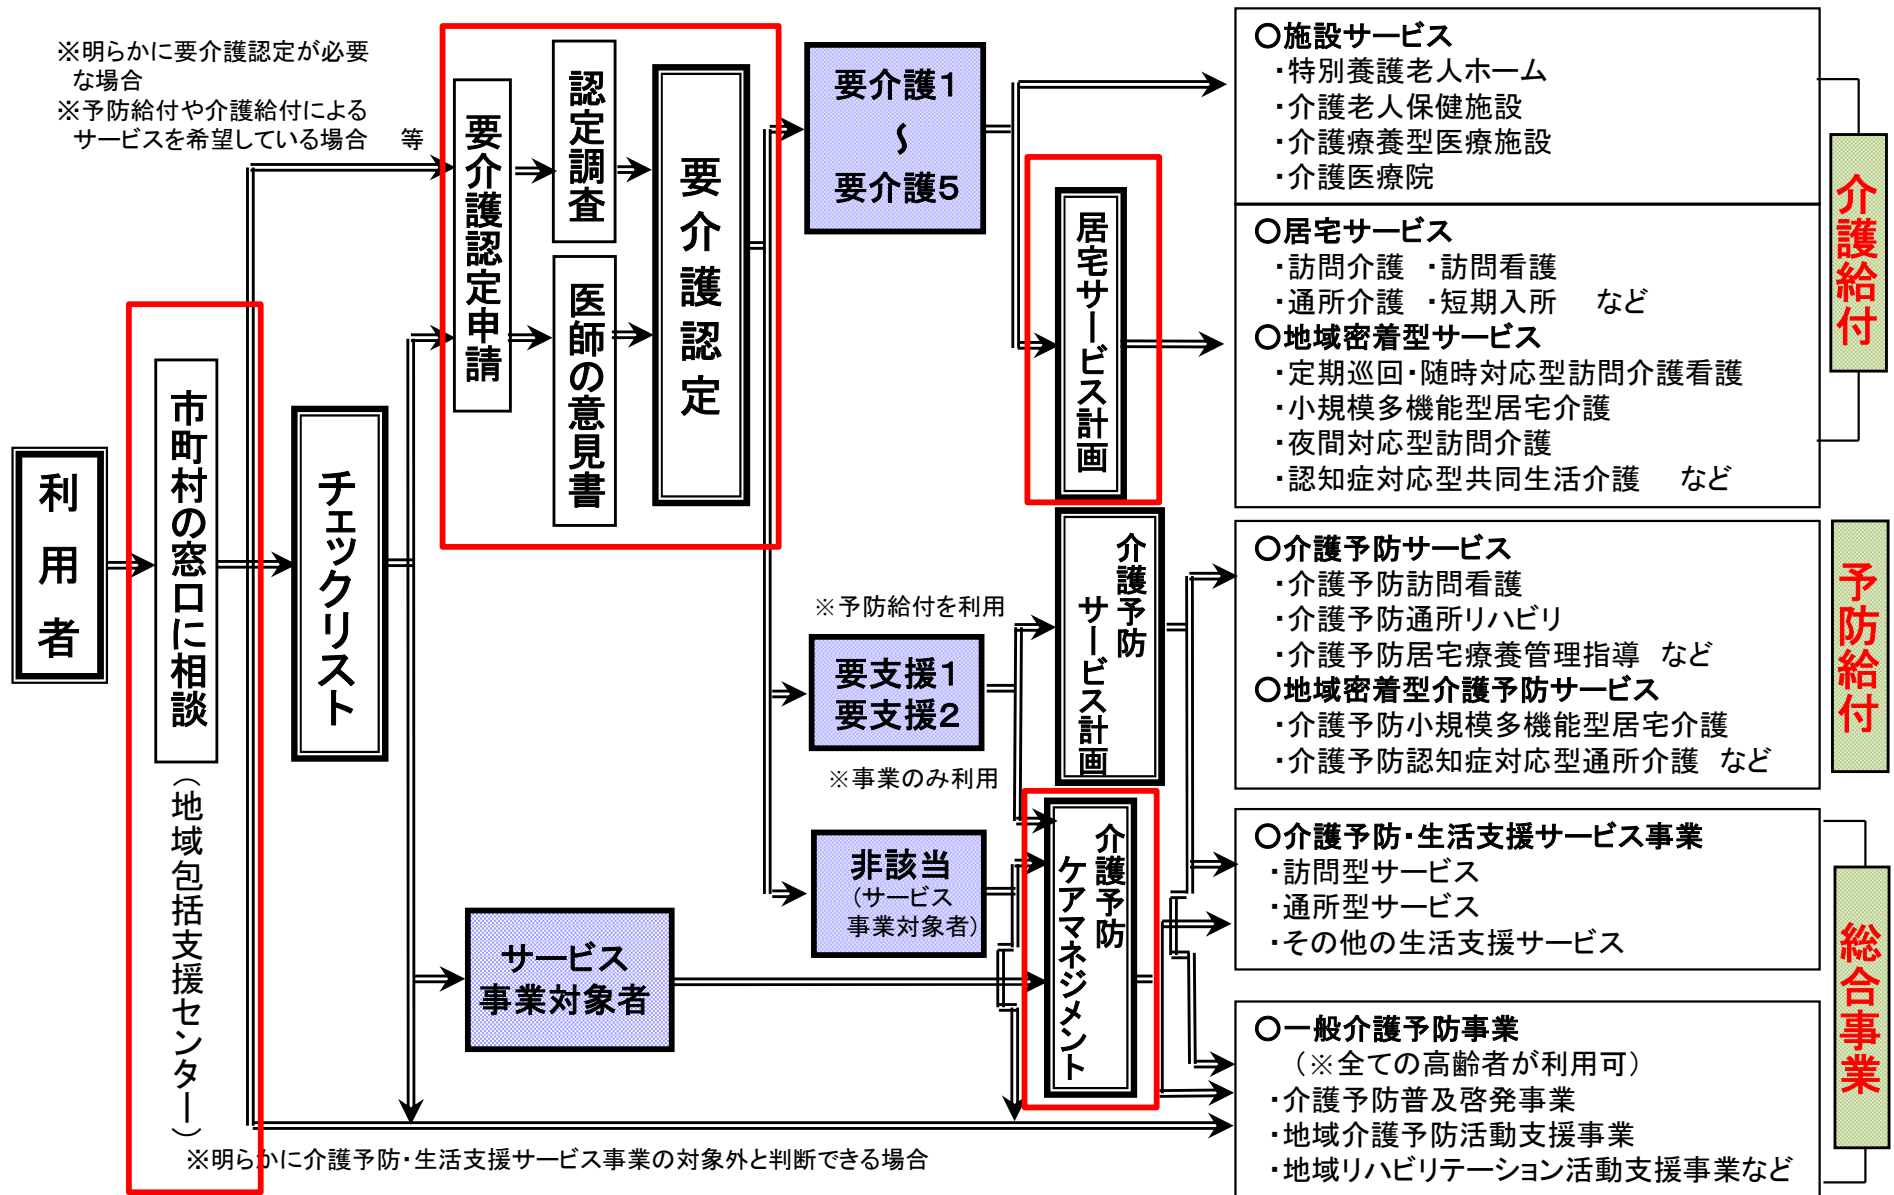 ※明らかに要介護認定が必要
な場合
※予防給付や介護給付による
サービスを希望している場合　等
利用者
市町村の窓口に相談
（地域包括支援センター）
チェックリスト
要介護認定申請
認定調査
医師の意見書
要介護認定
要介護1
～
要介護5
※予防給付を利用
要支援1
要支援2
※事業のみ利用
非該当
（サービス
事業対象者）
サービス
事業対象者
※明らかに介護予防・生活支援サービス事業の対象外と判断できる場合
居宅サービス計画
介護予防
サービス計画
介護予防
ケアマネジメント
○施設サービス
・特別養護老人ホーム
・介護老人保健施設
・介護療養型医療施設
・介護医療院
○居宅サービス
・訪問介護　・訪問看護
・通所介護　・短期入所　など
○地域密着型サービス
・定期巡回・随時対応型訪問介護看護
・小規模多機能型居宅介護
・夜間対応型訪問介護
・認知症対応型共同生活介護　など
介護給付
○介護予防サービス
・介護予防訪問看護
・介護予防通所リハビリ
・介護予防居宅療養管理指導　など
○地域密着型介護予防サービス
・介護予防小規模多機能型居宅介護
・介護予防認知症対応型通所介護　など
予防給付
○介護予防・生活支援サービス事業
・訪問型サービス
・通所型サービス
・その他の生活支援サービス
○一般介護予防事業
（※全ての高齢者が利用可）
・介護予防普及啓発事業
・地域介護予防活動支援事業
・地域リハビリテーション活動支援事業など
総合事業